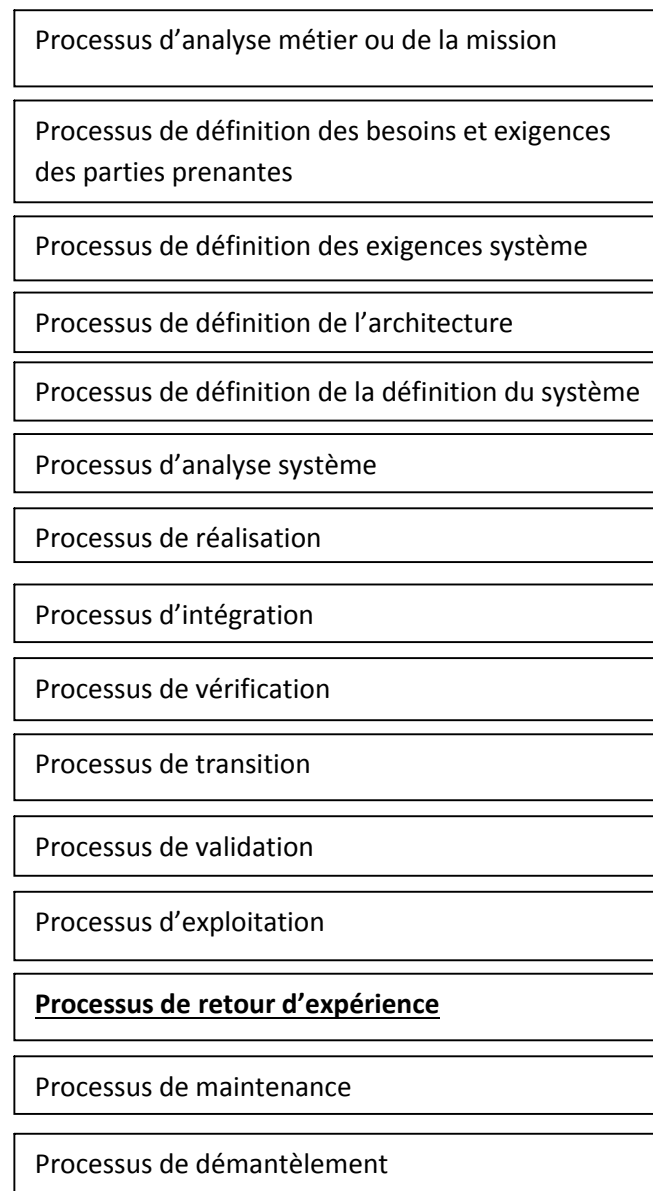 Processus d’analyse métier ou de la mission
Processus de définition des besoins et exigences
des parties prenantes
Processus de définition des exigences système
Processus de définition de l’architecture
Processus de définition de la définition du système
Processus d’analyse système
Processus de réalisation
Processus d’intégration
Processus de vérification
Processus de transition
Processus de validation
Processus d’exploitation
Processus de retour d’expérience
Processus de maintenance
Processus de démantèlement